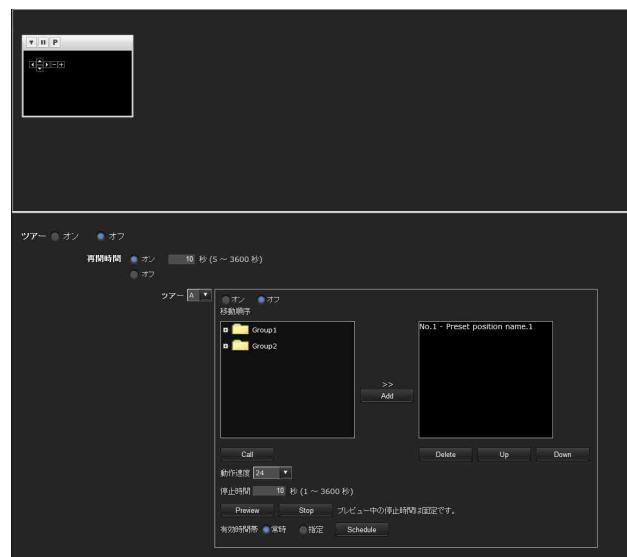 P
ツアー オン オフ
再開時間 オン 10 秒 (5 ~ 3600 秒)
オフ
ツアー A
オン オフ
移動順序
Group1
Group2
No.1 - Preset position name.1
>>
Add
Call
Delete Up Down
動作速度 24
停止時間 10 秒 (1 ~ 3600 秒)
Preview Stop プレビュー中の停止時間は固定です。
有効時間帯 常時 指定 Schedule